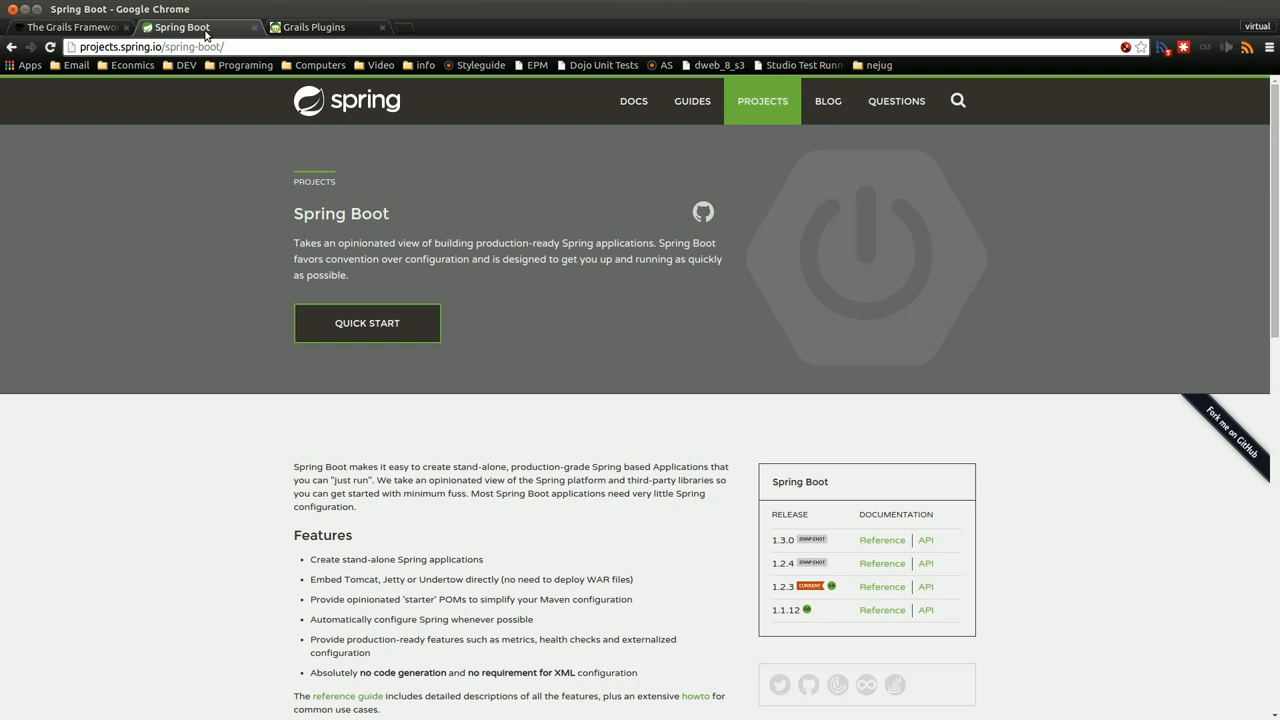 Spring Boot - Google Chrome
The Grails Framewo
Spring Boot
Grails Plugins
virtual
projects.spring.io/spring-boot/
Apps Email Econmics DEV Programing Computers Video info Styleguide EPM Dojo Unit Tests AS dweb_8_s3 Studio Test Runn nejug
spring
DOCS GUIDES PROJECTS BLOG QUESTIONS
PROJECTS
Spring Boot
Takes an opinionated view of building production-ready Spring applications. Spring Boot
favors convention over configuration and is designed to get you up and running as quickly
as possible.
QUICK START
Fork me on GitHub
Spring Boot makes it easy to create stand-alone, production-grade Spring based Applications that
you can "just run". We take an opinionated view of the Spring platform and third-party libraries so
you can get started with minimum fuss. Most Spring Boot applications need very little Spring
configuration.
Features
• Create stand-alone Spring applications
• Embed Tomcat, Jetty or Undertow directly (no need to deploy WAR files)
• Provide opinionated 'starter' POMs to simplify your Maven configuration
• Automatically configure Spring whenever possible
• Provide production-ready features such as metrics, health checks and externalized
configuration
• Absolutely no code generation and no requirement for XML configuration
The reference guide includes detailed descriptions of all the features, plus an extensive howto for
common use cases.
Spring Boot
RELEASE DOCUMENTATION
1.3.0 SNAPSHOT Reference | API
1.2.4 SNAPSHOT Reference | API
1.2.3 CURRENT GA Reference | API
1.1.12 GA Reference | API